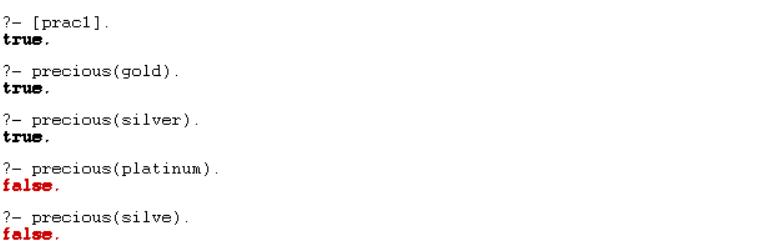 ?- [prac1].
true.
?- precious(gold).
true.
?- precious(silver).
true.
?- precious(platinum).
false.
?- precious(silve).
false.